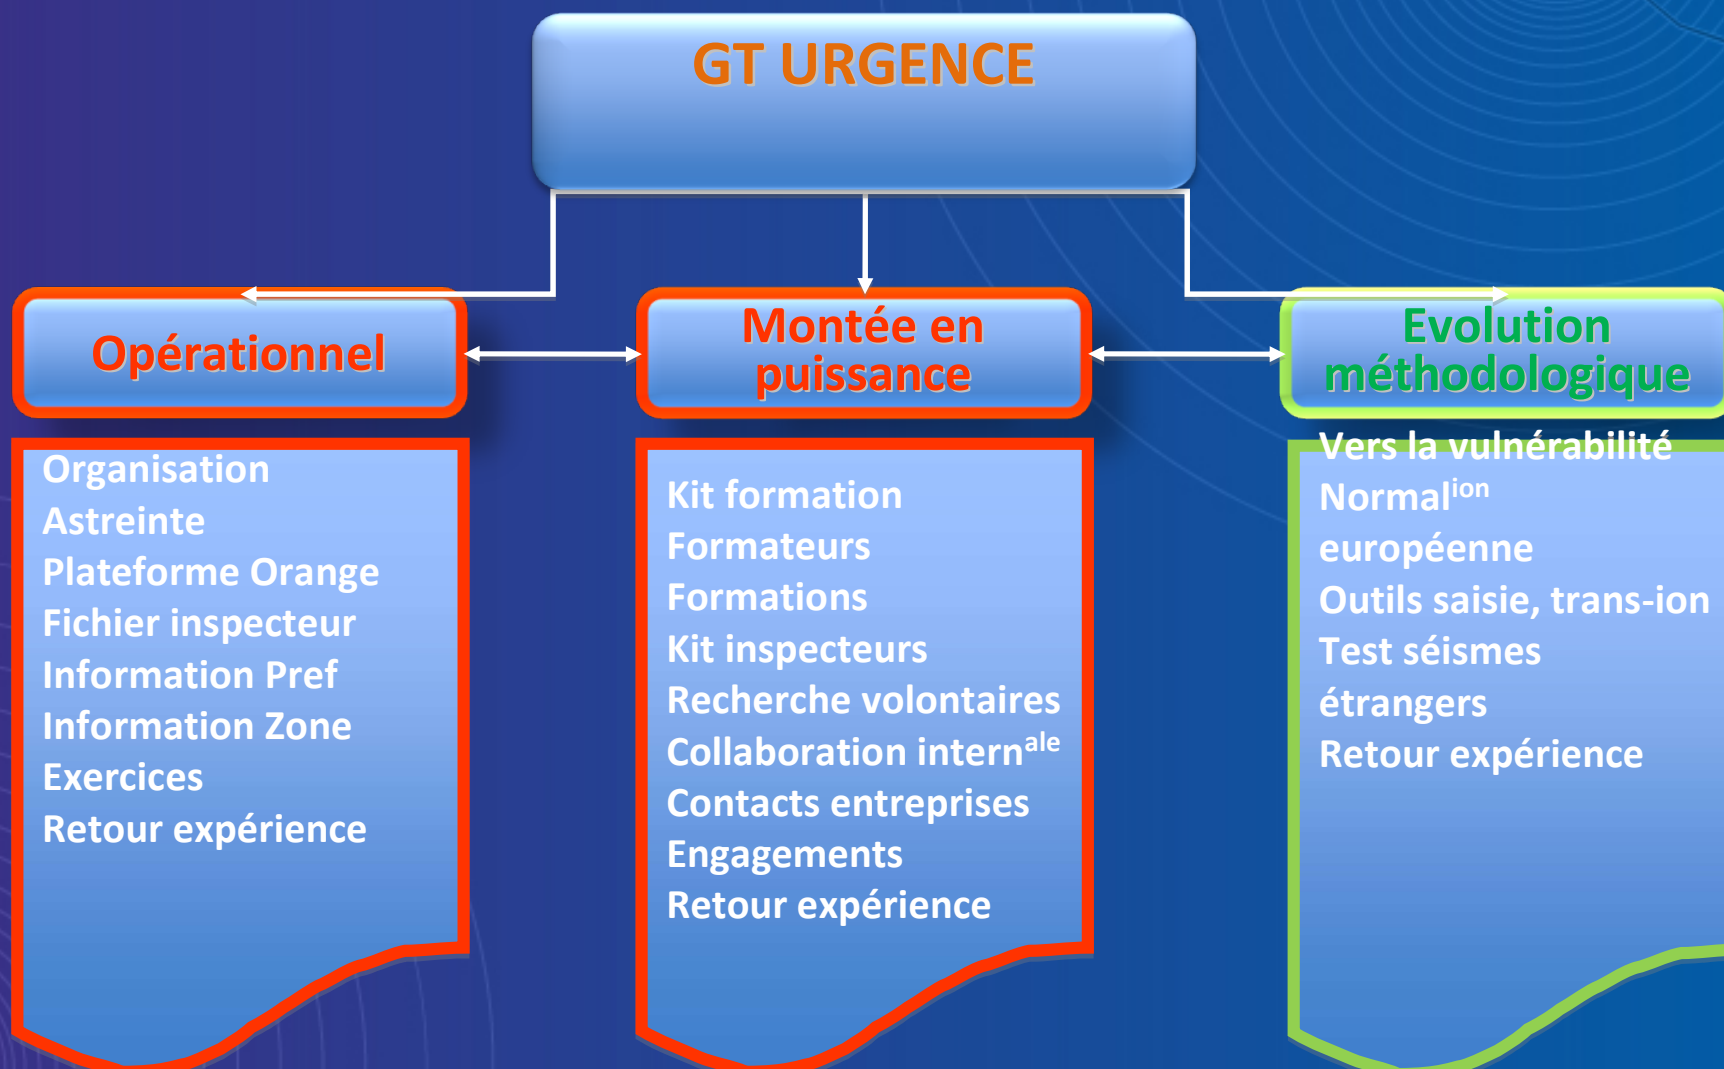 GT URGENCE
Opérationnel
Organisation
Astreinte
Plateforme Orange
Fichier inspecteur
Information Pref
Information Zone
Exercices
Retour expérience
Montée en
puissance
Kit formation
Formateurs
Formations
Kit inspecteurs
Recherche volontaires
Collaboration internale
Contacts entreprises
Engagements
Retour expérience
Evolution
méthodologique
Vers la vulnérabilité
Normalion
européenne
Outils saisie, trans-ion
Test séismes
étrangers
Retour expérience